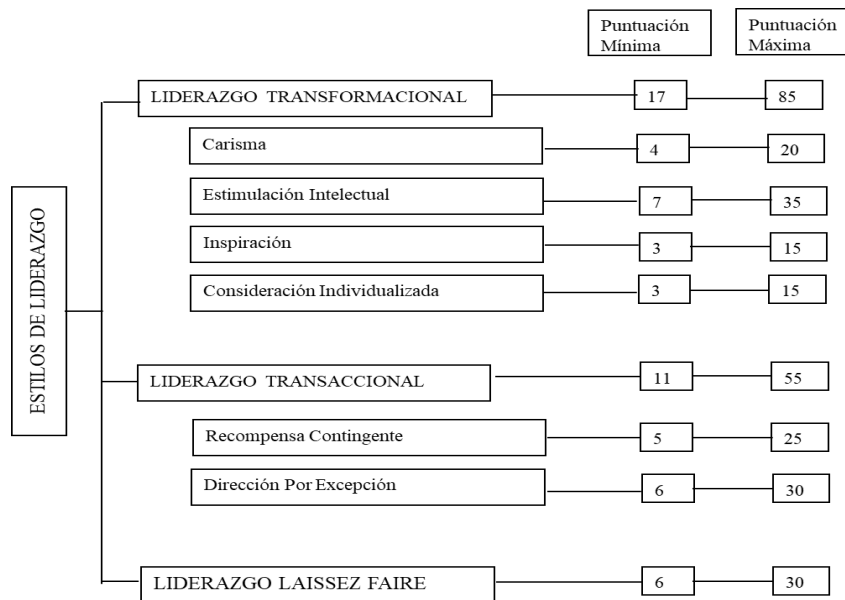 Puntuación
Mínima
Puntuación
Máxima
LIDERAZGO TRANSFORMACIONAL
17
85
Carisma
4
20
Estimulación Intelectual
7
35
Inspiración
3
15
Consideración Individualizada
3
15
ESTILOS DE LIDERAZGO
LIDERAZGO TRANSACCIONAL
11
55
Recompensa Contingente
5
25
Dirección Por Excepción
6
30
LIDERAZGO LAISSEZ FAIRE
6
30